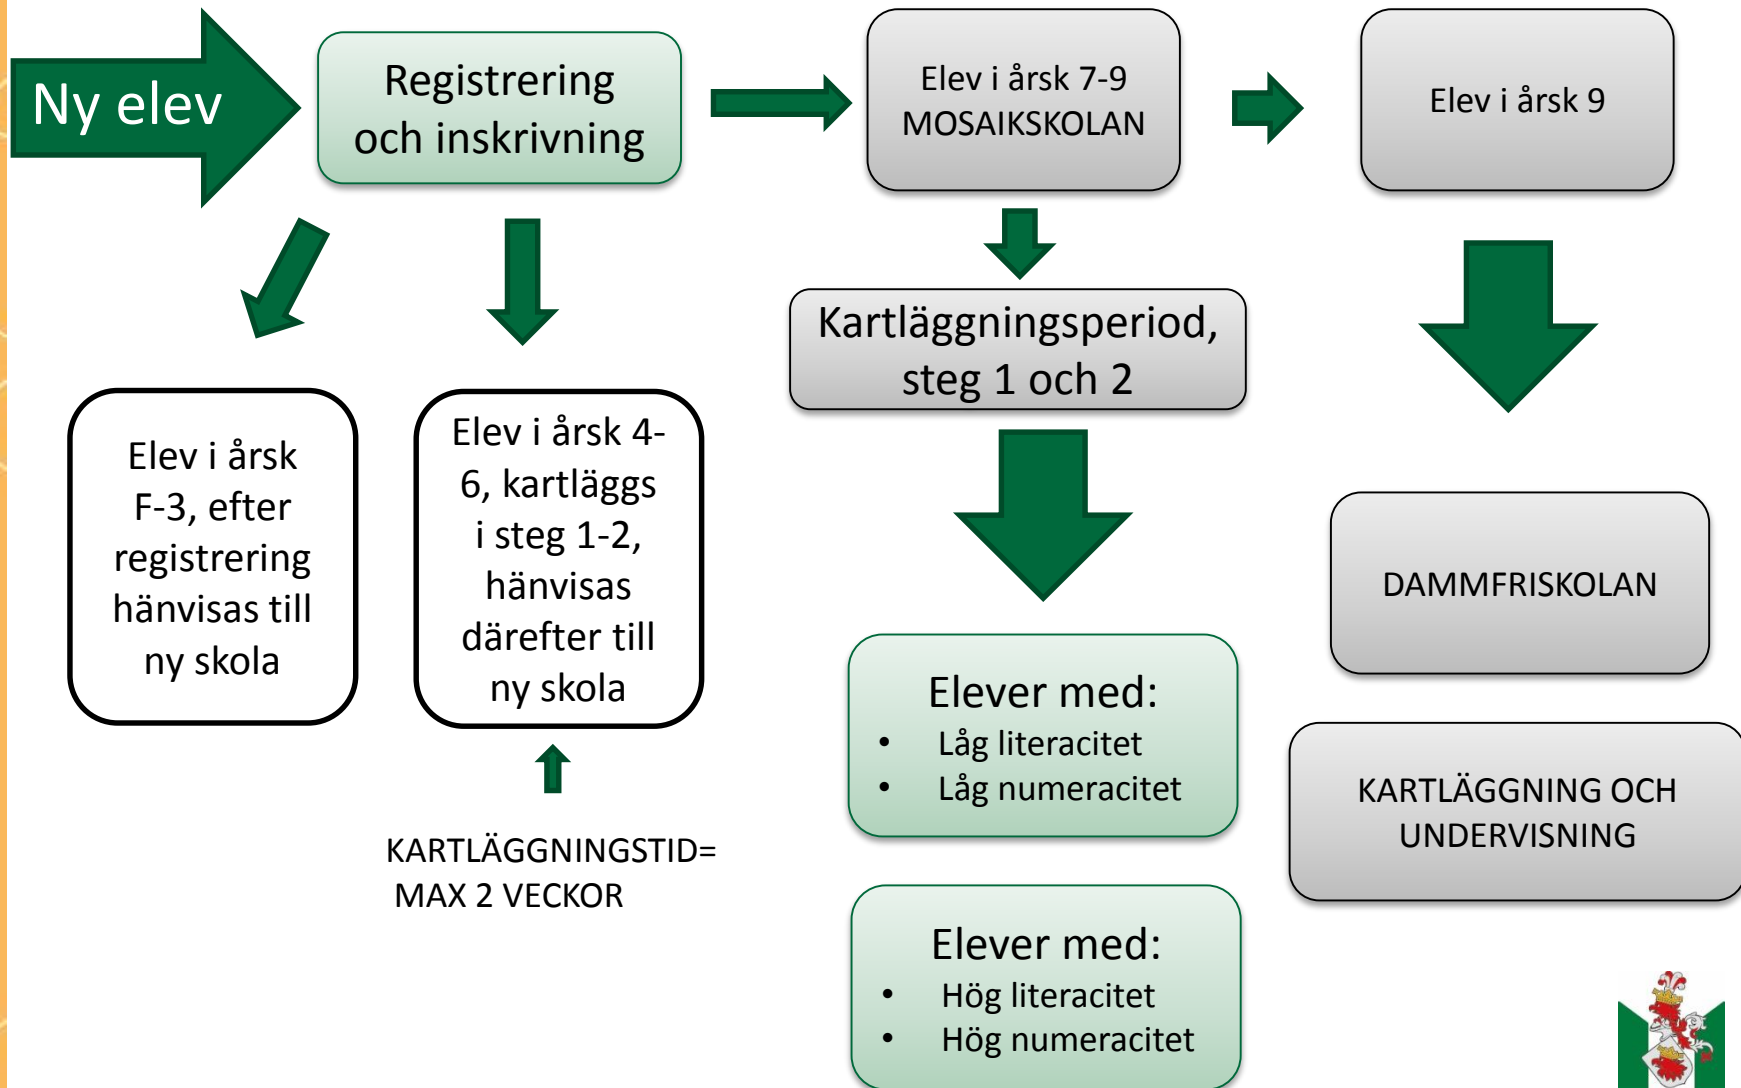 Ny elev
Registrering
och inskrivning
Elev i årsk 7-9
MOSAIKSKOLAN
Elev i årsk 9
Kartläggningsperiod,
steg 1 och 2
Elev i årsk
F-3, efter
registrering
hänvisas till
ny skola
Elev i årsk 4-
6, kartläggs
i steg 1-2,
hänvisas
därefter till
ny skola
KARTLÄGGNINGSTID=
MAX 2 VECKOR
Elever med:
• Låg literacitet
• Låg numeracitet
Elever med:
• Hög literacitet
• Hög numeracitet
DAMMFRISKOLAN
KARTLÄGGNING OCH
UNDERVISNING